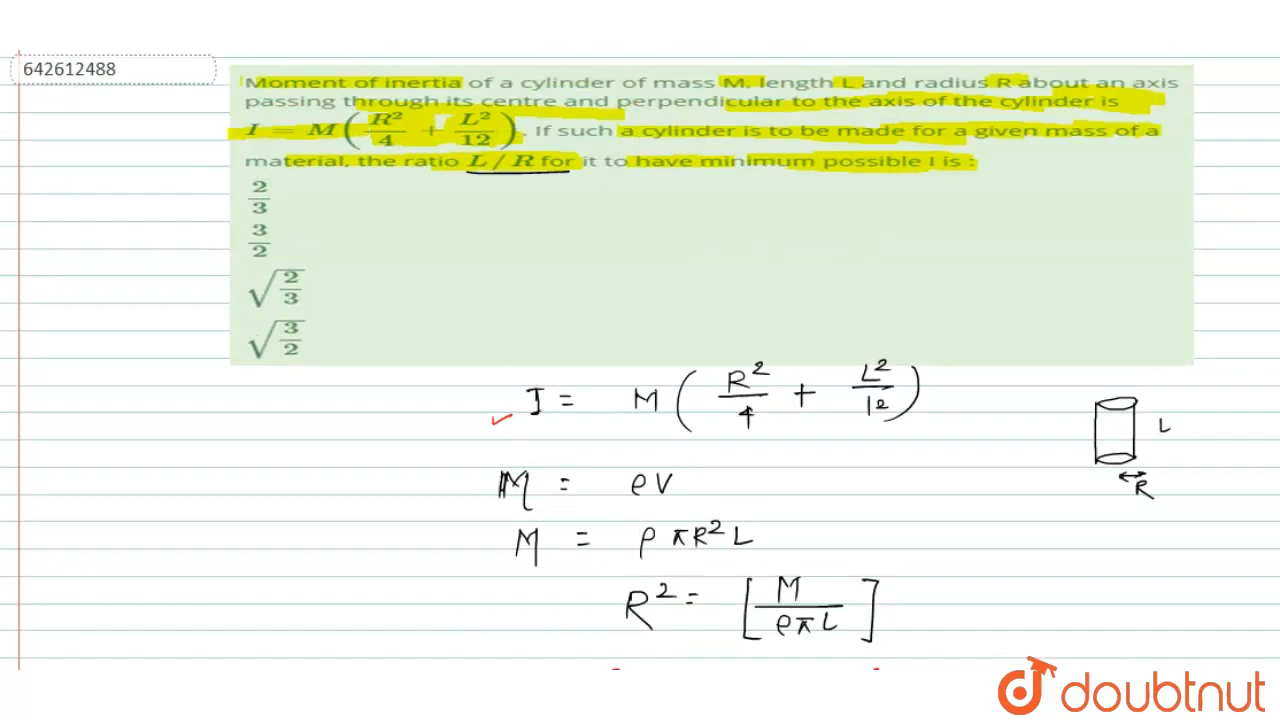 642612488
Moment of inertia of a cylinder of mass M, length L and radius R about an axis
passing through its centre and perpendicular to the axis of the cylinder is
I = M(R²/4 + L²/12). If such a cylinder is to be made for a given mass of a
material, the ratio L / R for it to have minimum possible I is :
2/3
3/2
√(2/3)
√(3/2)
I = M(R²/4 + L²/12)
L
R
M = ρV
M = ρπR²L
R² = [M/ρπL]
doubtnut